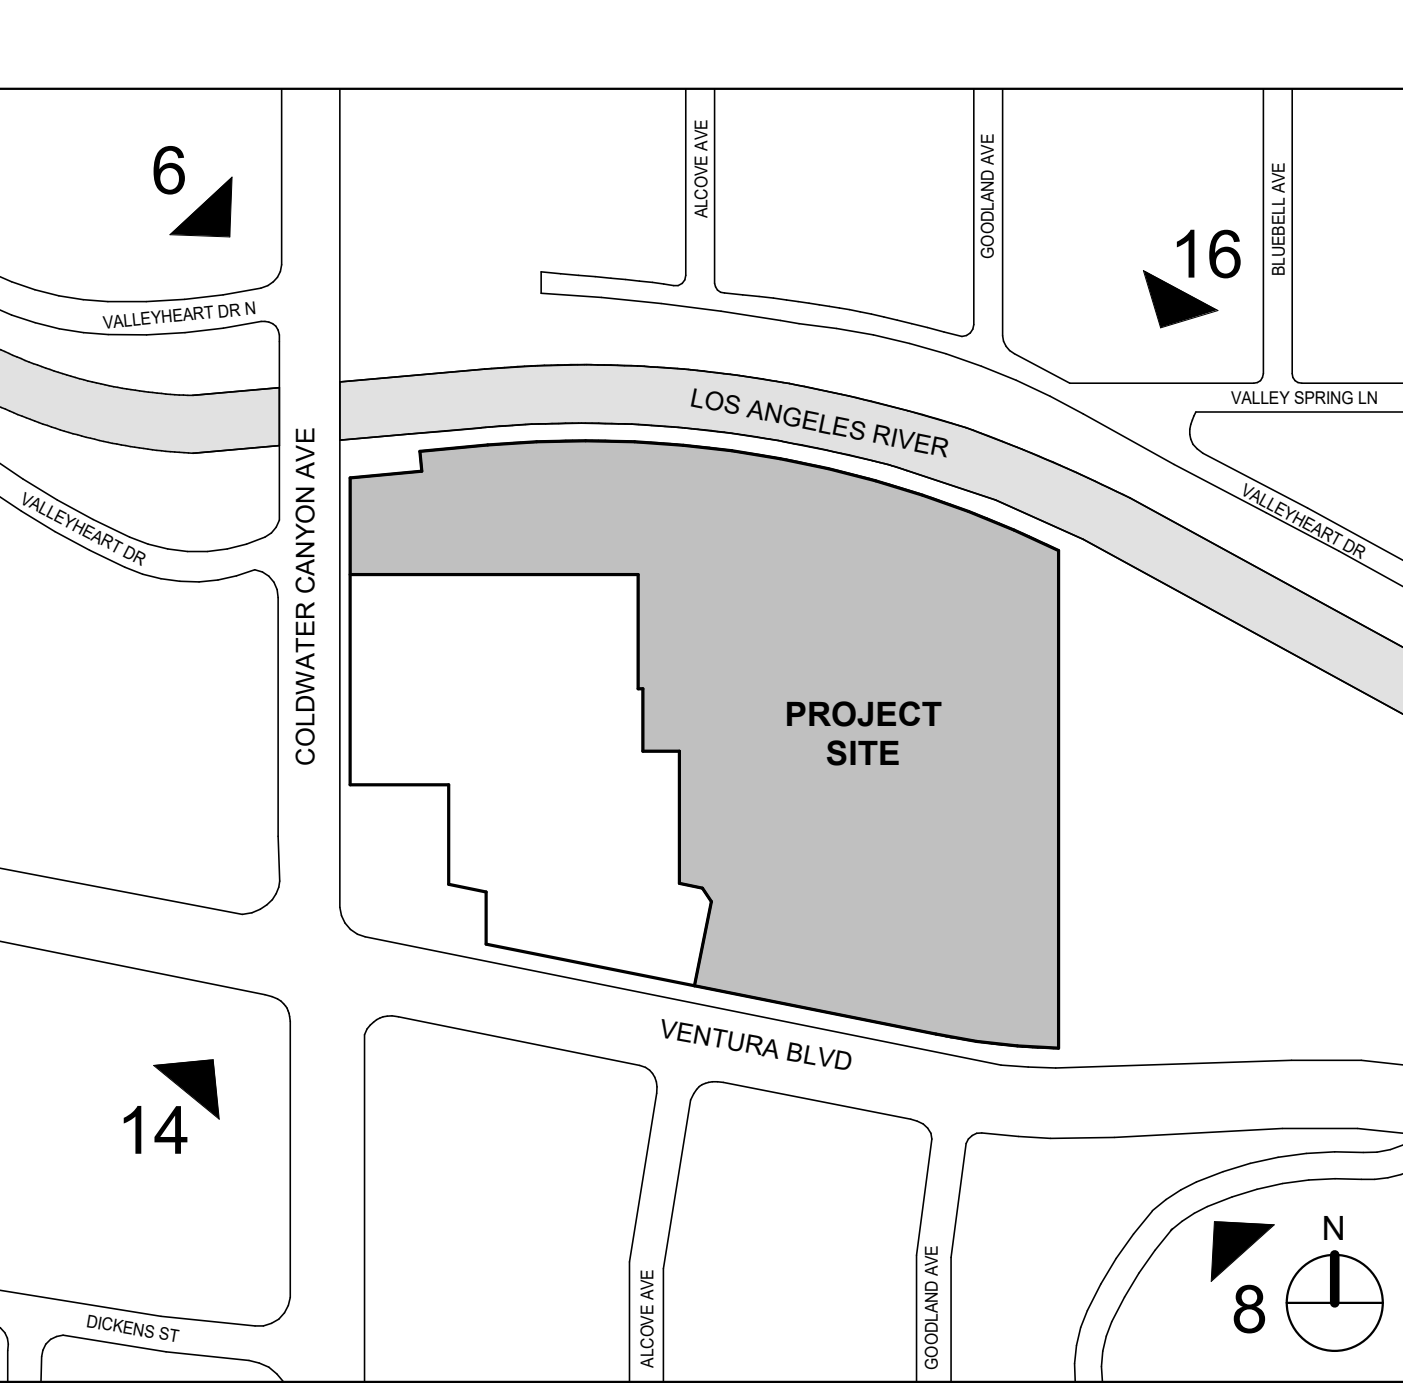 6
ALCOVE AVE
GOODLAND AVE
BLUEBELL AVE
16
VALLEYHEART DR N
LOS ANGELES RIVER
VALLEY SPRING LN
VALLEYHEART DR
VALLEYHEART DR
COLDWATER CANYON AVE
PROJECT
SITE
VENTURA BLVD
14
N
8
DICKENS ST
ALCOVE AVE
GOODLAND AVE